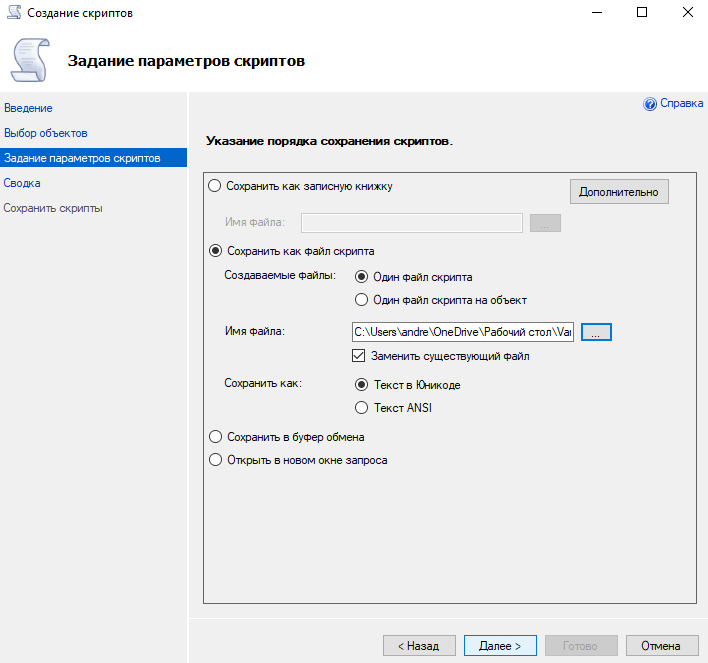 Создание скриптов
Задание параметров скриптов
Введение
Выбор объектов
Задание параметров скриптов
Сводка
Сохранить скрипты
Справка
Указание порядка сохранения скриптов.
Сохранить как записную книжку
Дополнительно
Имя файла:
...
Сохранить как файл скрипта
Создаваемые файлы:
Один файл скрипта
Один файл скрипта на объект
Имя файла:
C:\Users\andre\OneDrive\Рабочий стол\Var
...
Заменить существующий файл
Сохранить как:
Текст в Юникоде
Текст ANSI
Сохранить в буфер обмена
Открыть в новом окне запроса
< Назад
Далее >
Готово
Отмена